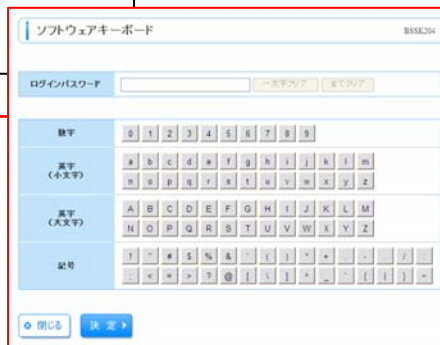 ソフトウェアキーボード
BSSK204
ログインパスワード
一文字クリア 全てクリア
数字
0 1 2 3 4 5 6 7 8 9
英字
(小文字)
a b c d e f g h i j k l m
n o p q r s t u v w x y z
英字
(大文字)
A B C D E F G H I J K L M
N O P Q R S T U V W X Y Z
記号
! " # $ % & ' ( ) * + , - . / :
; < = > ? @ [ \ ] ^ _ ` { | } ~
閉じる 決 定